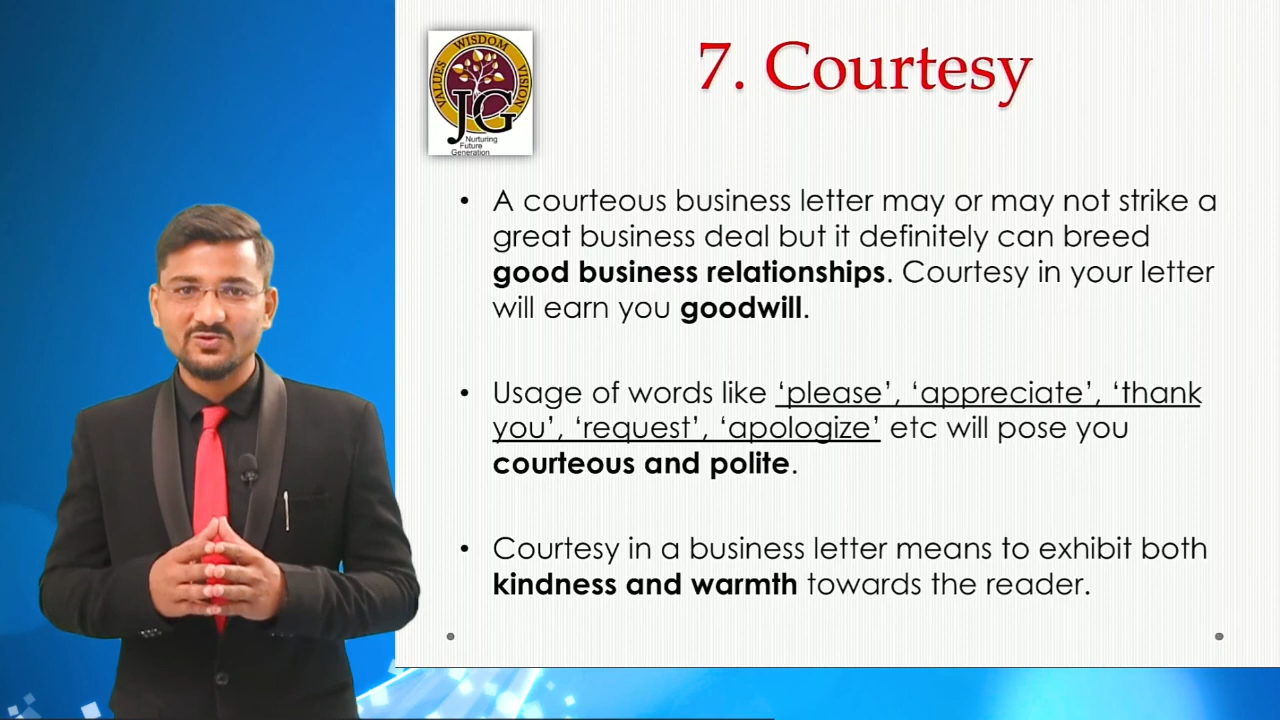 VALUES WISDOM VISION
JG
Nurturing
Future
Generation
7. Courtesy
• A courteous business letter may or may not strike a
great business deal but it definitely can breed
good business relationships. Courtesy in your letter
will earn you goodwill.
• Usage of words like ‘please’, ‘appreciate’, ‘thank
you’, ‘request’, ‘apologize’ etc will pose you
courteous and polite.
• Courtesy in a business letter means to exhibit both
kindness and warmth towards the reader.